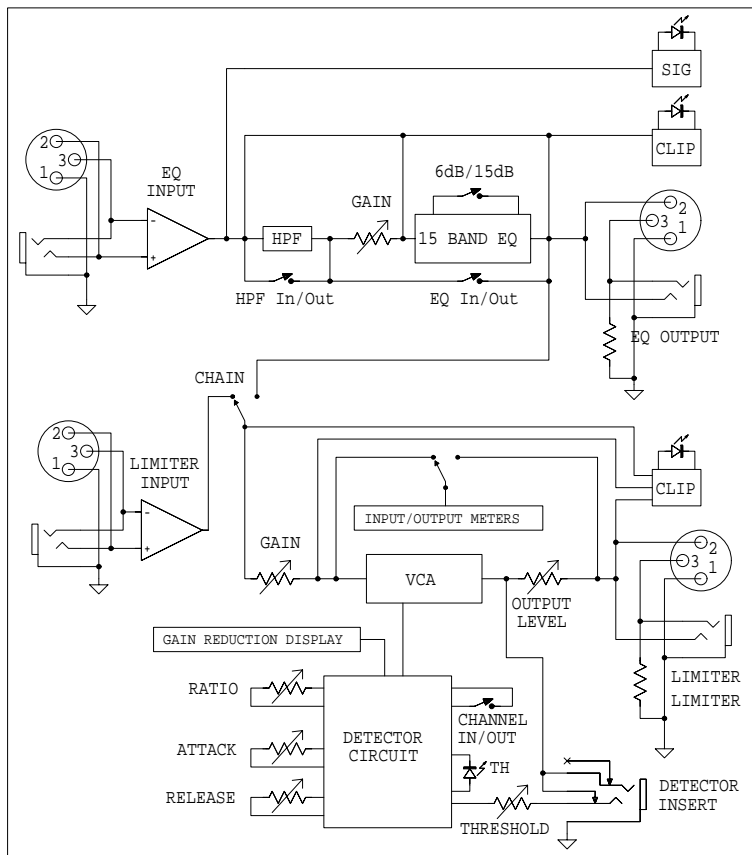 SIG
CLIP
2
3
1
EQ
INPUT
-
+
6dB/15dB
GAIN
HPF
15 BAND EQ
HPF In/Out
EQ In/Out
2
3
1
EQ OUTPUT
CHAIN
2
3
1
LIMITER
INPUT
-
+
CLIP
INPUT/OUTPUT METERS
GAIN
VCA
OUTPUT
LEVEL
2
3
1
GAIN REDUCTION DISPLAY
LIMITER
LIMITER
RATIO
ATTACK
RELEASE
DETECTOR
CIRCUIT
CHANNEL
IN/OUT
TH
THRESHOLD
DETECTOR
INSERT